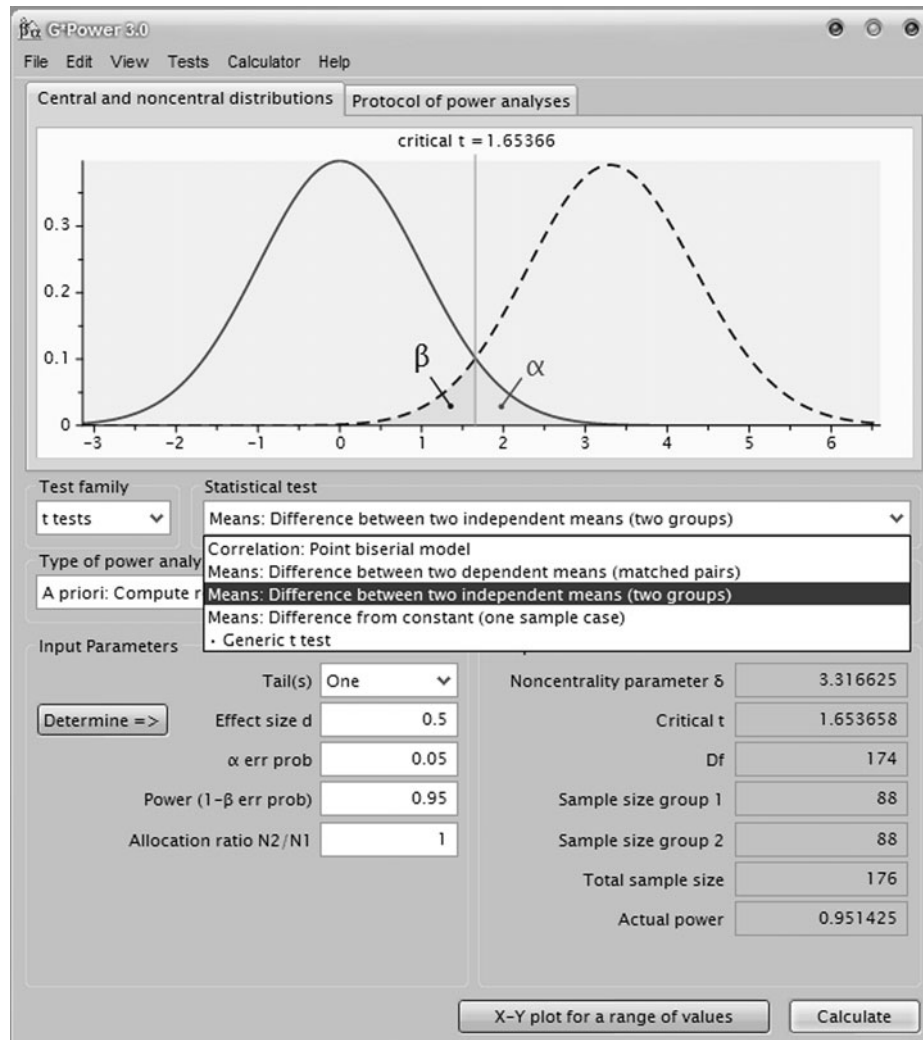 βα G*Power 3.0
File Edit View Tests Calculator Help
Central and noncentral distributions Protocol of power analyses
critical t = 1.65366
0.3
0.2
0.1
0
β
α
-3 -2 -1 0 1 2 3 4 5 6
Test family Statistical test
t tests Means: Difference between two independent means (two groups)
Correlation: Point biserial model
Type of power analy Means: Difference between two dependent means (matched pairs)
A priori: Compute r Means: Difference between two independent means (two groups)
Means: Difference from constant (one sample case)
• Generic t test
Input Parameters
Tail(s) One Noncentrality parameter δ 3.316625
Determine => Effect size d 0.5 Critical t 1.653658
α err prob 0.05 Df 174
Power (1-β err prob) 0.95 Sample size group 1 88
Allocation ratio N2/N1 1 Sample size group 2 88
Total sample size 176
Actual power 0.951425
X-Y plot for a range of values Calculate